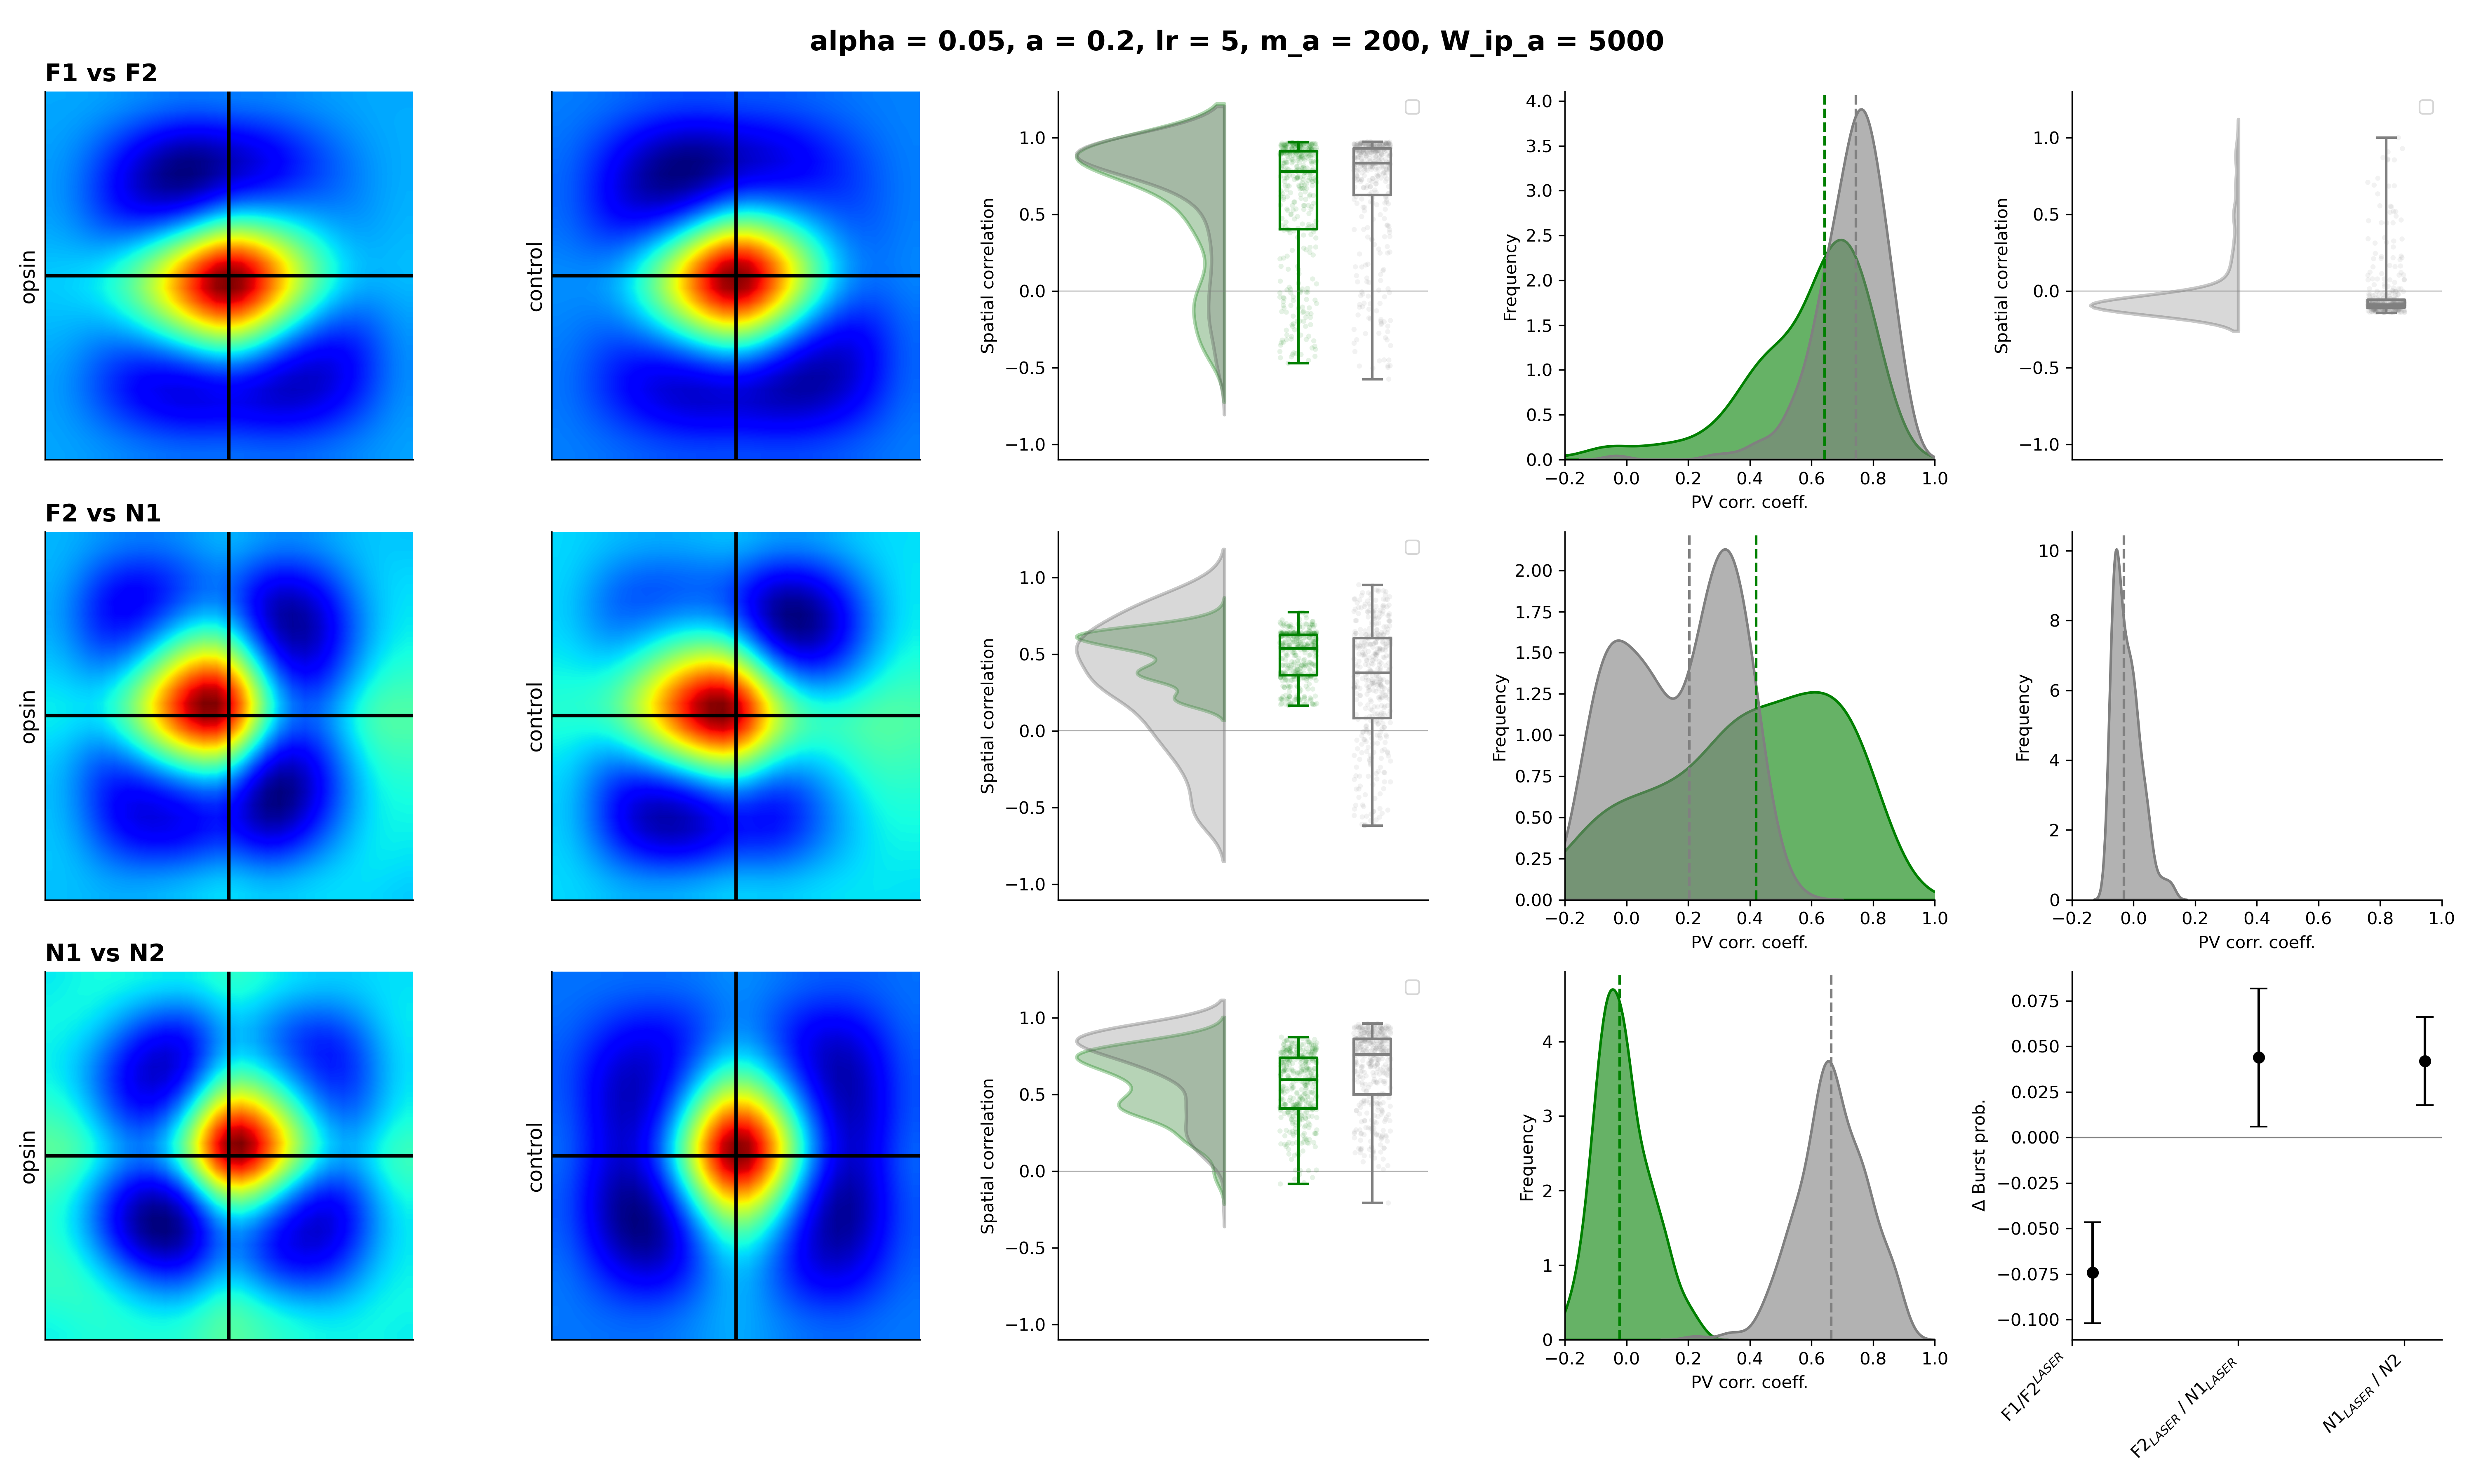 alpha = 0.05, a = 0.2, lr = 5, m_a = 200, W_ip_a = 5000
F1 vs F2
opsin
control
Spatial correlation
1.0
0.5
0.0
−0.5
−1.0
Frequency
4.0
3.5
3.0
2.5
2.0
1.5
1.0
0.5
0.0
−0.2 0.0 0.2 0.4 0.6 0.8 1.0
PV corr. coeff.
Spatial correlation
1.0
0.5
0.0
−0.5
−1.0
F2 vs N1
opsin
control
Spatial correlation
1.0
0.5
0.0
−0.5
−1.0
Frequency
2.00
1.75
1.50
1.25
1.00
0.75
0.50
0.25
0.00
−0.2 0.0 0.2 0.4 0.6 0.8 1.0
PV corr. coeff.
Frequency
10
8
6
4
2
0
−0.2 0.0 0.2 0.4 0.6 0.8 1.0
PV corr. coeff.
N1 vs N2
opsin
control
Spatial correlation
1.0
0.5
0.0
−0.5
−1.0
Frequency
4
3
2
1
0
−0.2 0.0 0.2 0.4 0.6 0.8 1.0
PV corr. coeff.
Δ Burst prob.
0.075
0.050
0.025
0.000
−0.025
−0.050
−0.075
−0.100
F1/F2^LASER
F2_LASER / N1_LASER
N1_LASER / N2